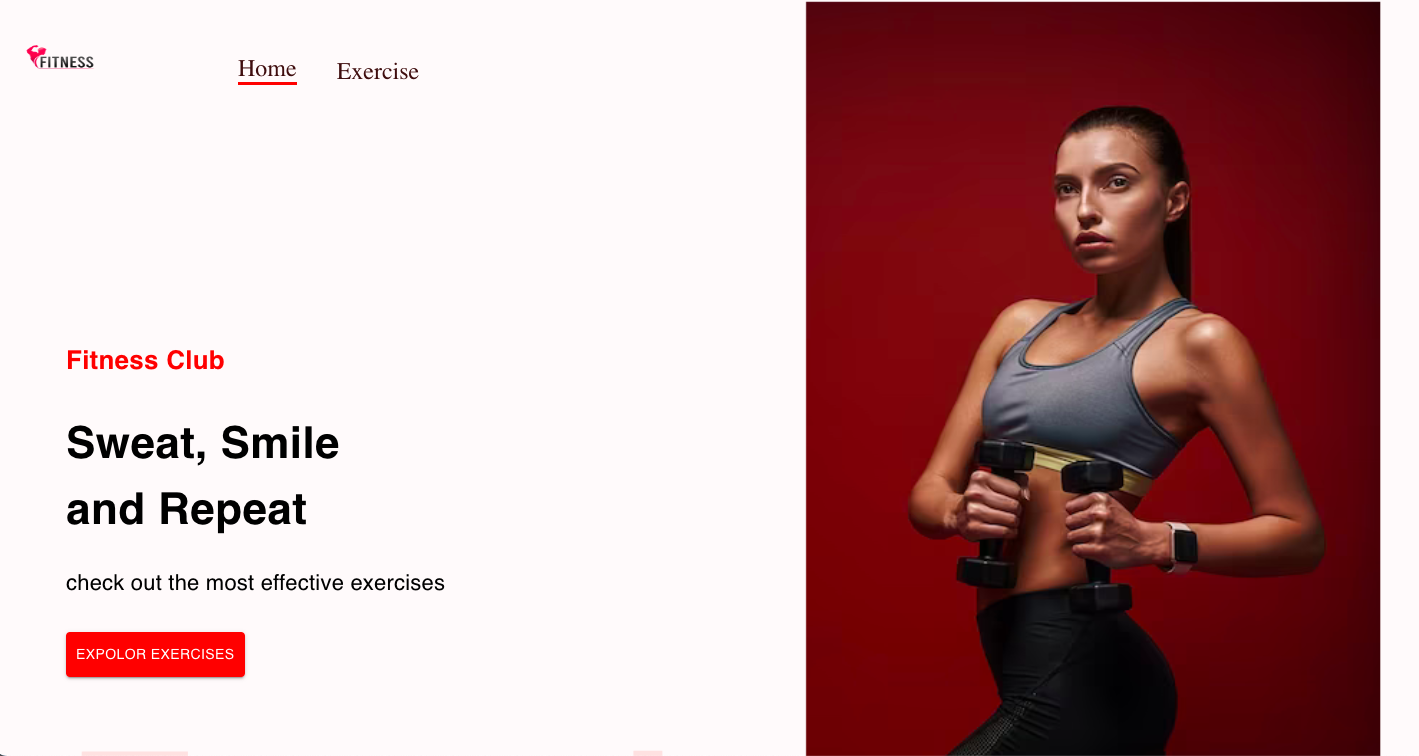 FITNESS
Home
Exercise
Fitness Club
Sweat, Smile
and Repeat
check out the most effective exercises
EXPOLOR EXERCISES